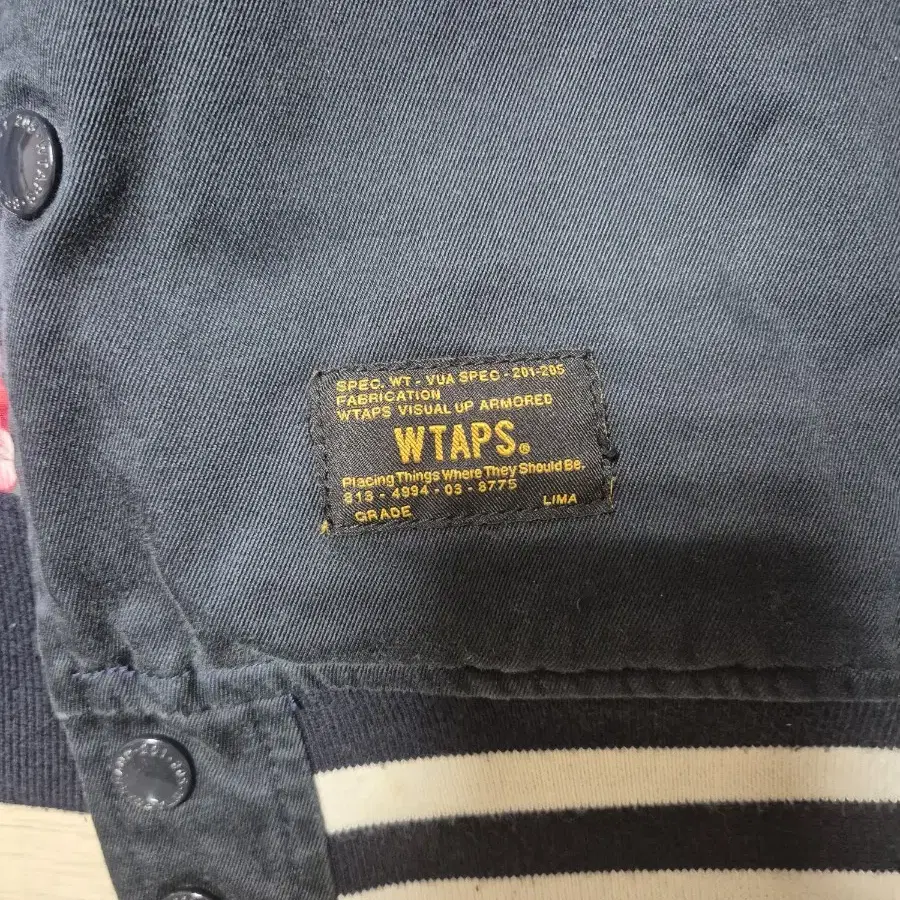 SPEC. WT - VUA SPEC - 201-205
FABRICATION
WTAPS VISUAL UP ARMORED
WTAPS.®
Placing Things Where They Should Be.
813 - 4994 - 03 - 8775
GRADE LIMA